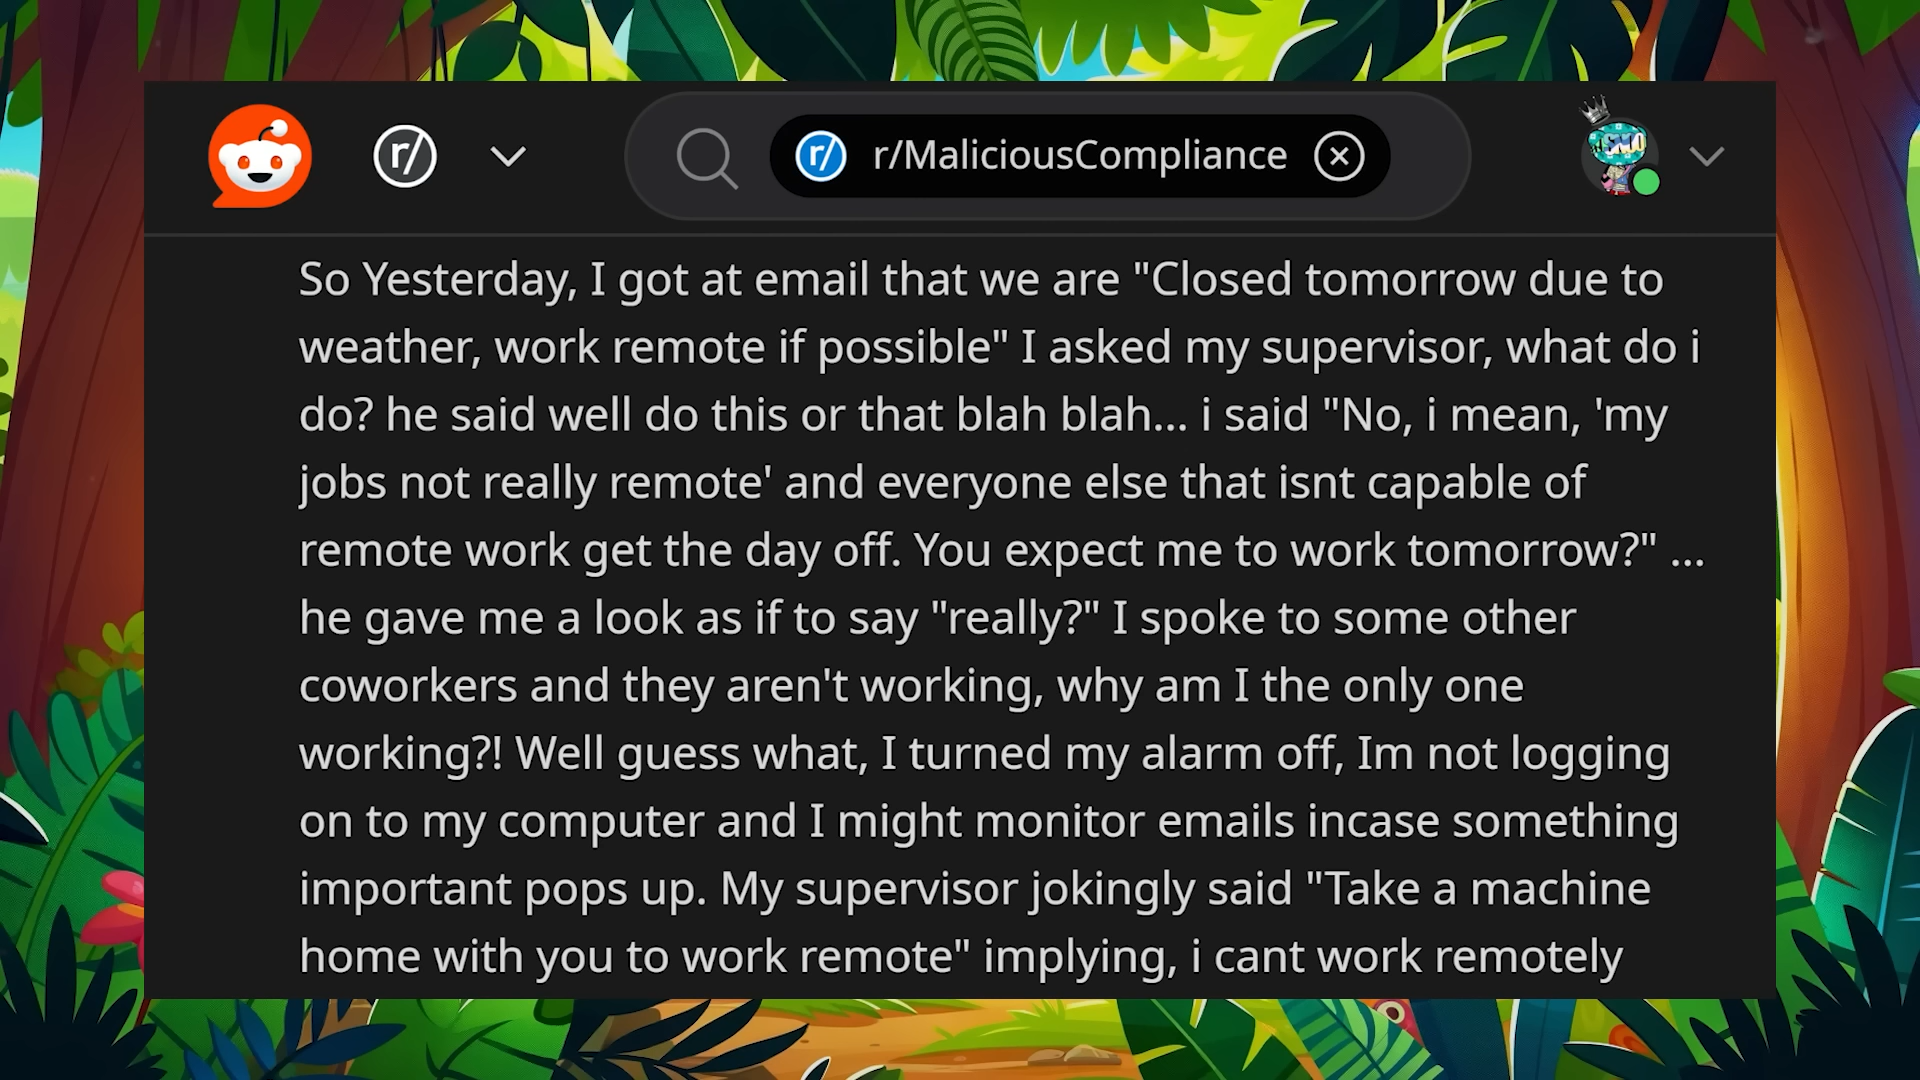 r/ r/ r/MaliciousCompliance
So Yesterday, I got at email that we are "Closed tomorrow due to
weather, work remote if possible" I asked my supervisor, what do i
do? he said well do this or that blah blah... i said "No, i mean, 'my
jobs not really remote' and everyone else that isnt capable of
remote work get the day off. You expect me to work tomorrow?" ...
he gave me a look as if to say "really?" I spoke to some other
coworkers and they aren't working, why am I the only one
working?! Well guess what, I turned my alarm off, Im not logging
on to my computer and I might monitor emails incase something
important pops up. My supervisor jokingly said "Take a machine
home with you to work remote" implying, i cant work remotely